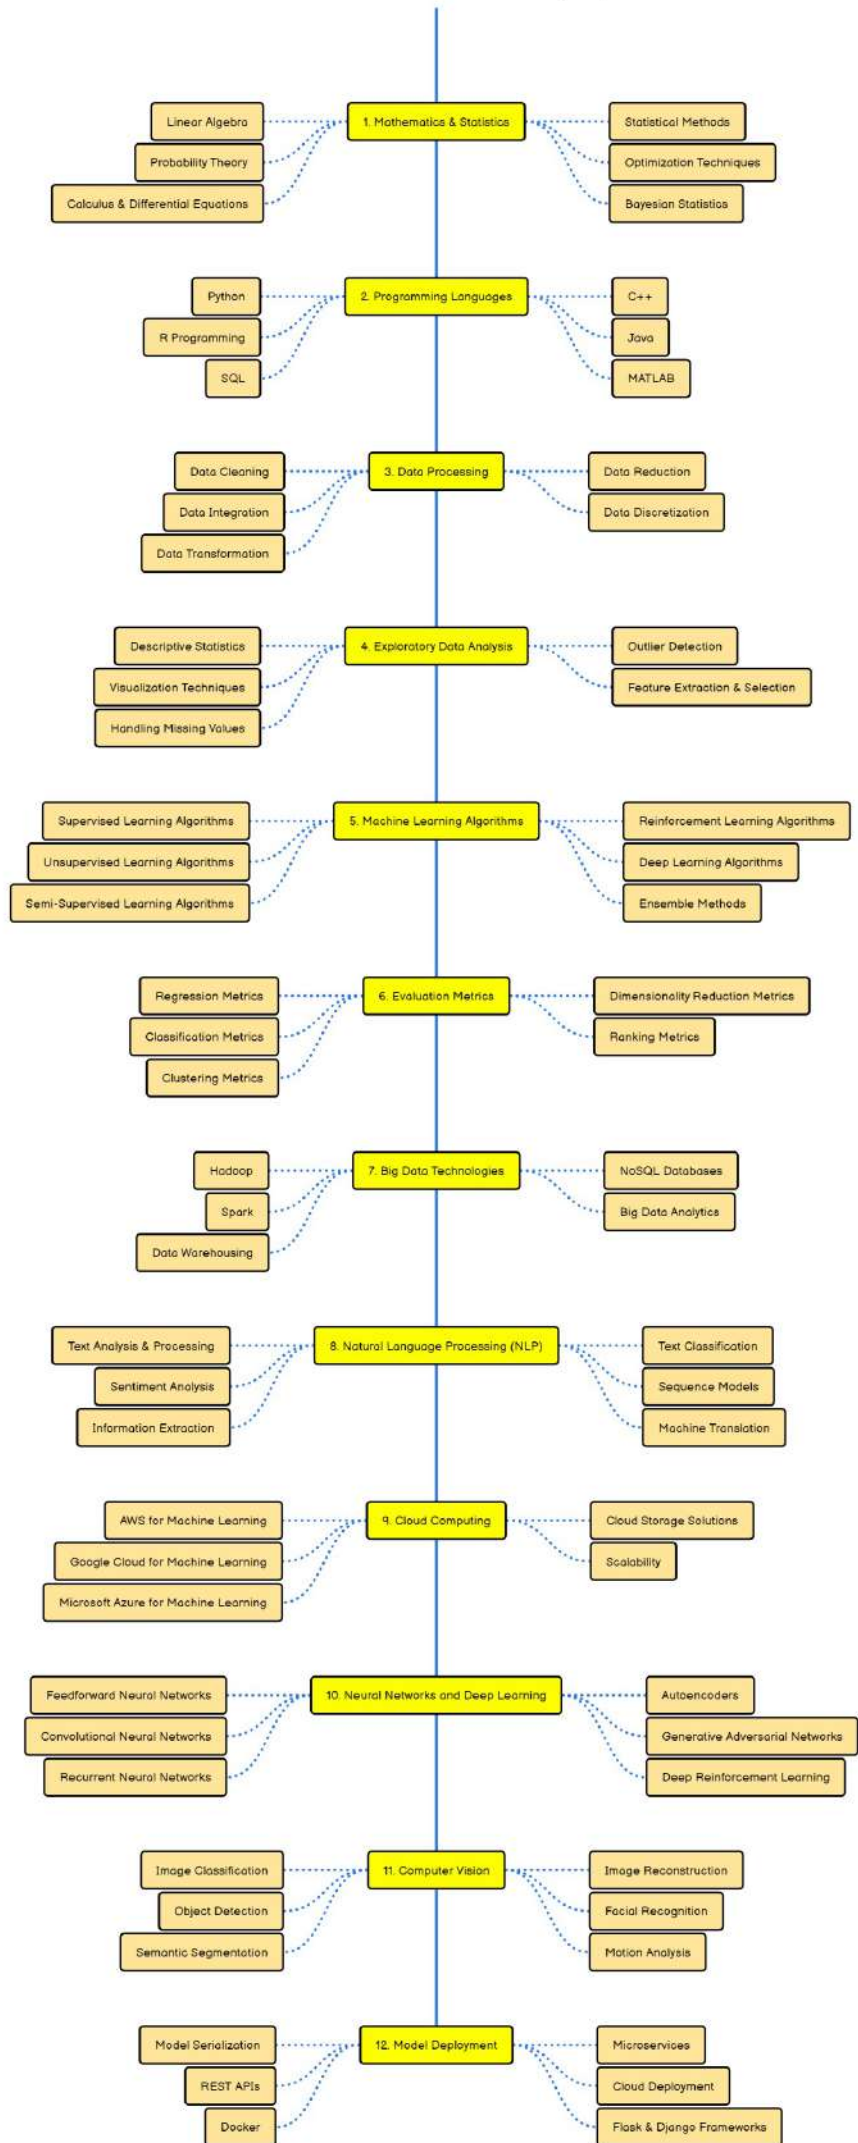 1. Mathematics & Statistics
Linear Algebra
Probability Theory
Calculus & Differential Equations
Statistical Methods
Optimization Techniques
Bayesian Statistics
2. Programming Languages
Python
R Programming
SQL
C++
Java
MATLAB
3. Data Processing
Data Cleaning
Data Integration
Data Transformation
Data Reduction
Data Discretization
4. Exploratory Data Analysis
Descriptive Statistics
Visualization Techniques
Handling Missing Values
Outlier Detection
Feature Extraction & Selection
5. Machine Learning Algorithms
Supervised Learning Algorithms
Unsupervised Learning Algorithms
Semi-Supervised Learning Algorithms
Reinforcement Learning Algorithms
Deep Learning Algorithms
Ensemble Methods
6. Evaluation Metrics
Regression Metrics
Classification Metrics
Clustering Metrics
Dimensionality Reduction Metrics
Ranking Metrics
7. Big Data Technologies
Hadoop
Spark
Data Warehousing
NoSQL Databases
Big Data Analytics
8. Natural Language Processing (NLP)
Text Analysis & Processing
Sentiment Analysis
Information Extraction
Text Classification
Sequence Models
Machine Translation
9. Cloud Computing
AWS for Machine Learning
Google Cloud for Machine Learning
Microsoft Azure for Machine Learning
Cloud Storage Solutions
Scalability
10. Neural Networks and Deep Learning
Feedforward Neural Networks
Convolutional Neural Networks
Recurrent Neural Networks
Autoencoders
Generative Adversarial Networks
Deep Reinforcement Learning
11. Computer Vision
Image Classification
Object Detection
Semantic Segmentation
Image Reconstruction
Facial Recognition
Motion Analysis
12. Model Deployment
Model Serialization
REST APIs
Docker
Microservices
Cloud Deployment
Flask & Django Frameworks